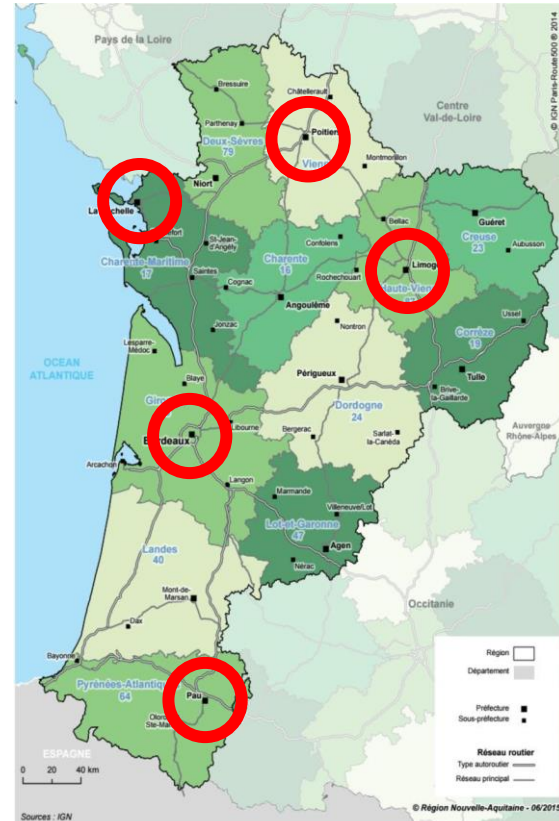 Pays de la Loire
© IGN Paris-Route500 ® 2014
Bressuire
Châtellerault
Centre
Val-de-Loire
Parthenay
Deux-Sèvres
79
Poitiers
Vienne
Montmorillon
Niort
La Rochelle
St-Jean-
d'Angély
Charente-Maritime
17
Saintes
Confolens
Charente
16
Rochechouart
Cognac
Angoulême
Jonzac
Bellac
Limoges
Haute-Vienne
87
Guéret
Creuse
23
Aubusson
Ussel
Corrèze
19
Tulle
Brive-
la-Gaillarde
Nontron
Périgueux
Dordogne
24
Bergerac
Sarlat-
la-Canéda
Lesparre-
Médoc
OCEAN
ATLANTIQUE
Blaye
Libourne
Bordeaux
Arcachon
Langon
Auvergne
Rhône-Alpes
Marmande
Villeneuve/Lot
Lot-et-Garonne
47
Agen
Nérac
Landes
40
Mont-de-
Marsan
Dax
Occitanie
Bayonne
Pyrénées-Atlantiques
64
Pau
ESPAGNE
0 20 40 km
Région
Département
Préfecture
Sous-préfecture
Réseau routier
Type autoroutier
Réseau principal
Sources : IGN
© Région Nouvelle-Aquitaine - 06/2015